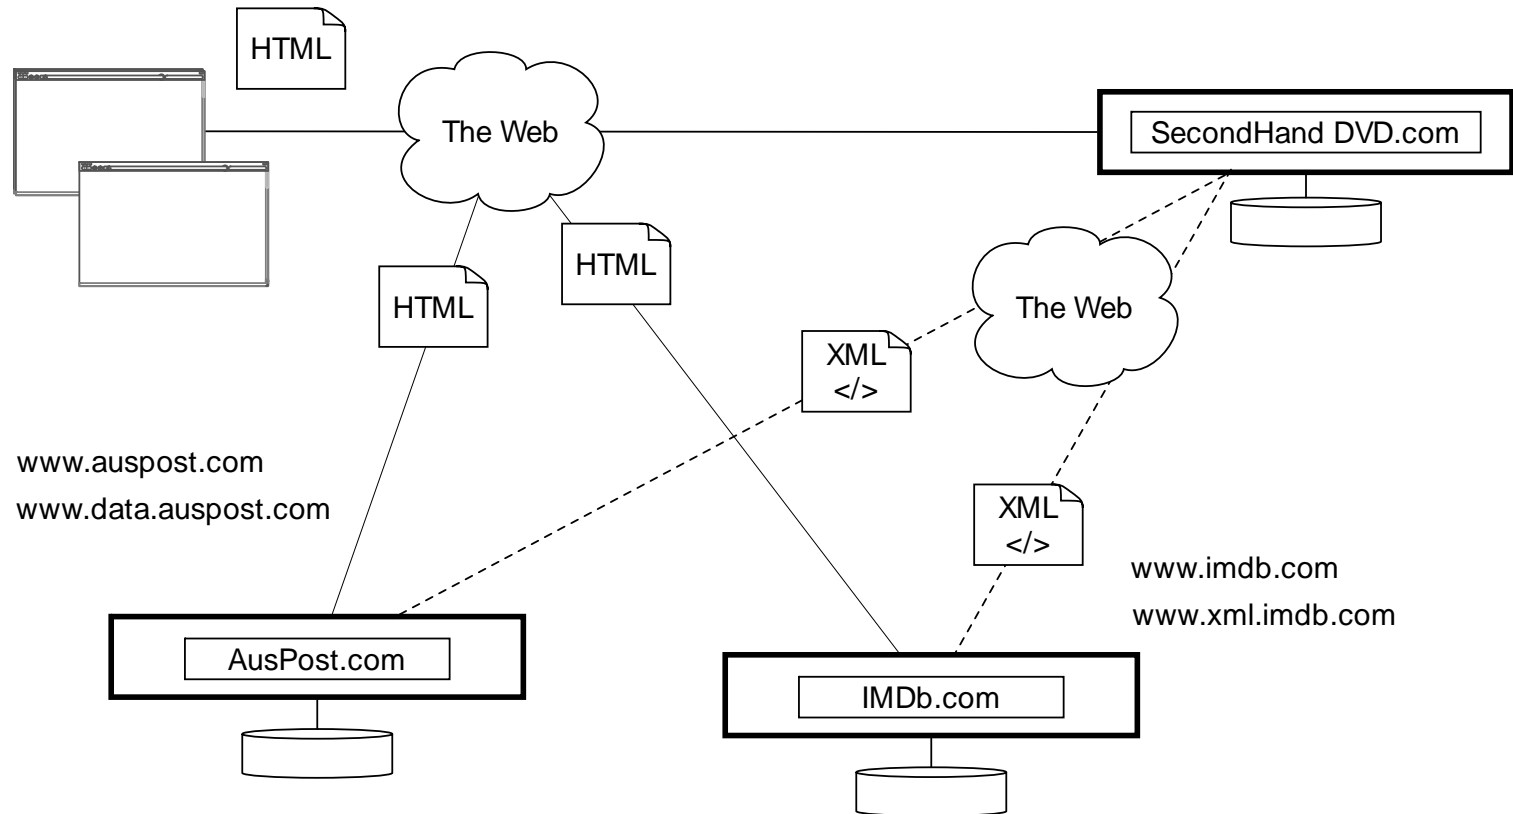 HTML
The Web
SecondHand DVD.com
HTML
HTML
The Web
XML
</>
www.auspost.com
www.data.auspost.com
XML
</>
www.imdb.com
www.xml.imdb.com
AusPost.com
IMDb.com